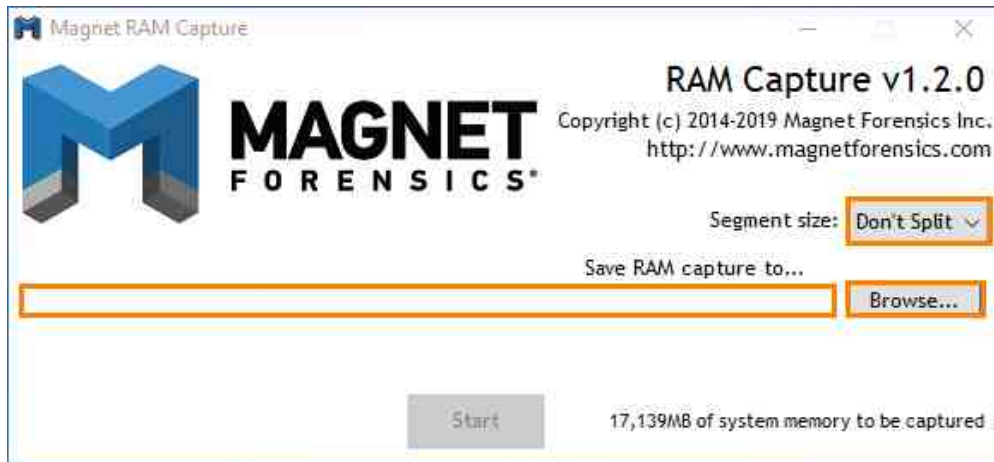 Magnet RAM Capture
MAGNET
FORENSICS®
RAM Capture v1.2.0
Copyright (c) 2014-2019 Magnet Forensics Inc.
http://www.magnetforensics.com
Segment size: Don't Split
Save RAM capture to...
Browse...
Start
17,139MB of system memory to be captured